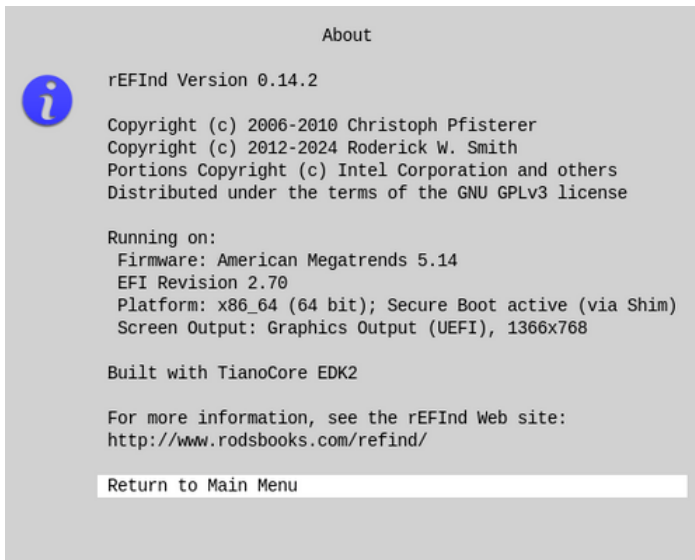 About
rEFInd Version 0.14.2
Copyright (c) 2006-2010 Christoph Pfisterer
Copyright (c) 2012-2024 Roderick W. Smith
Portions Copyright (c) Intel Corporation and others
Distributed under the terms of the GNU GPLv3 license
Running on:
Firmware: American Megatrends 5.14
EFI Revision 2.70
Platform: x86_64 (64 bit); Secure Boot active (via Shim)
Screen Output: Graphics Output (UEFI), 1366x768
Built with TianoCore EDK2
For more information, see the rEFInd Web site:
http://www.rodsbooks.com/refind/
Return to Main Menu